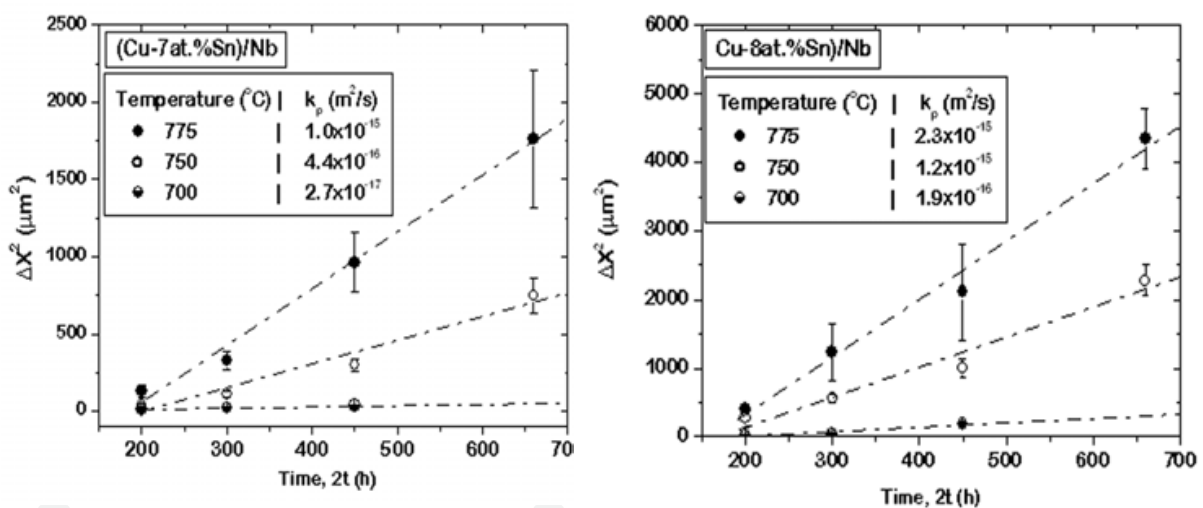 (Cu-7at.%Sn)/Nb
Temperature (°C) | kp (m²/s)
775 | 1.0x10⁻¹⁵
750 | 4.4x10⁻¹⁶
700 | 2.7x10⁻¹⁷
ΔX² (μm²)
2500
2000
1500
1000
500
0
200 300 400 500 600 700
Time, 2t (h)
Cu-8at.%Sn)/Nb
Temperature (°C) | kp (m²/s)
775 | 2.3x10⁻¹⁵
750 | 1.2x10⁻¹⁵
700 | 1.9x10⁻¹⁶
ΔX² (μm²)
6000
5000
4000
3000
2000
1000
0
200 300 400 500 600 700
Time, 2t (h)